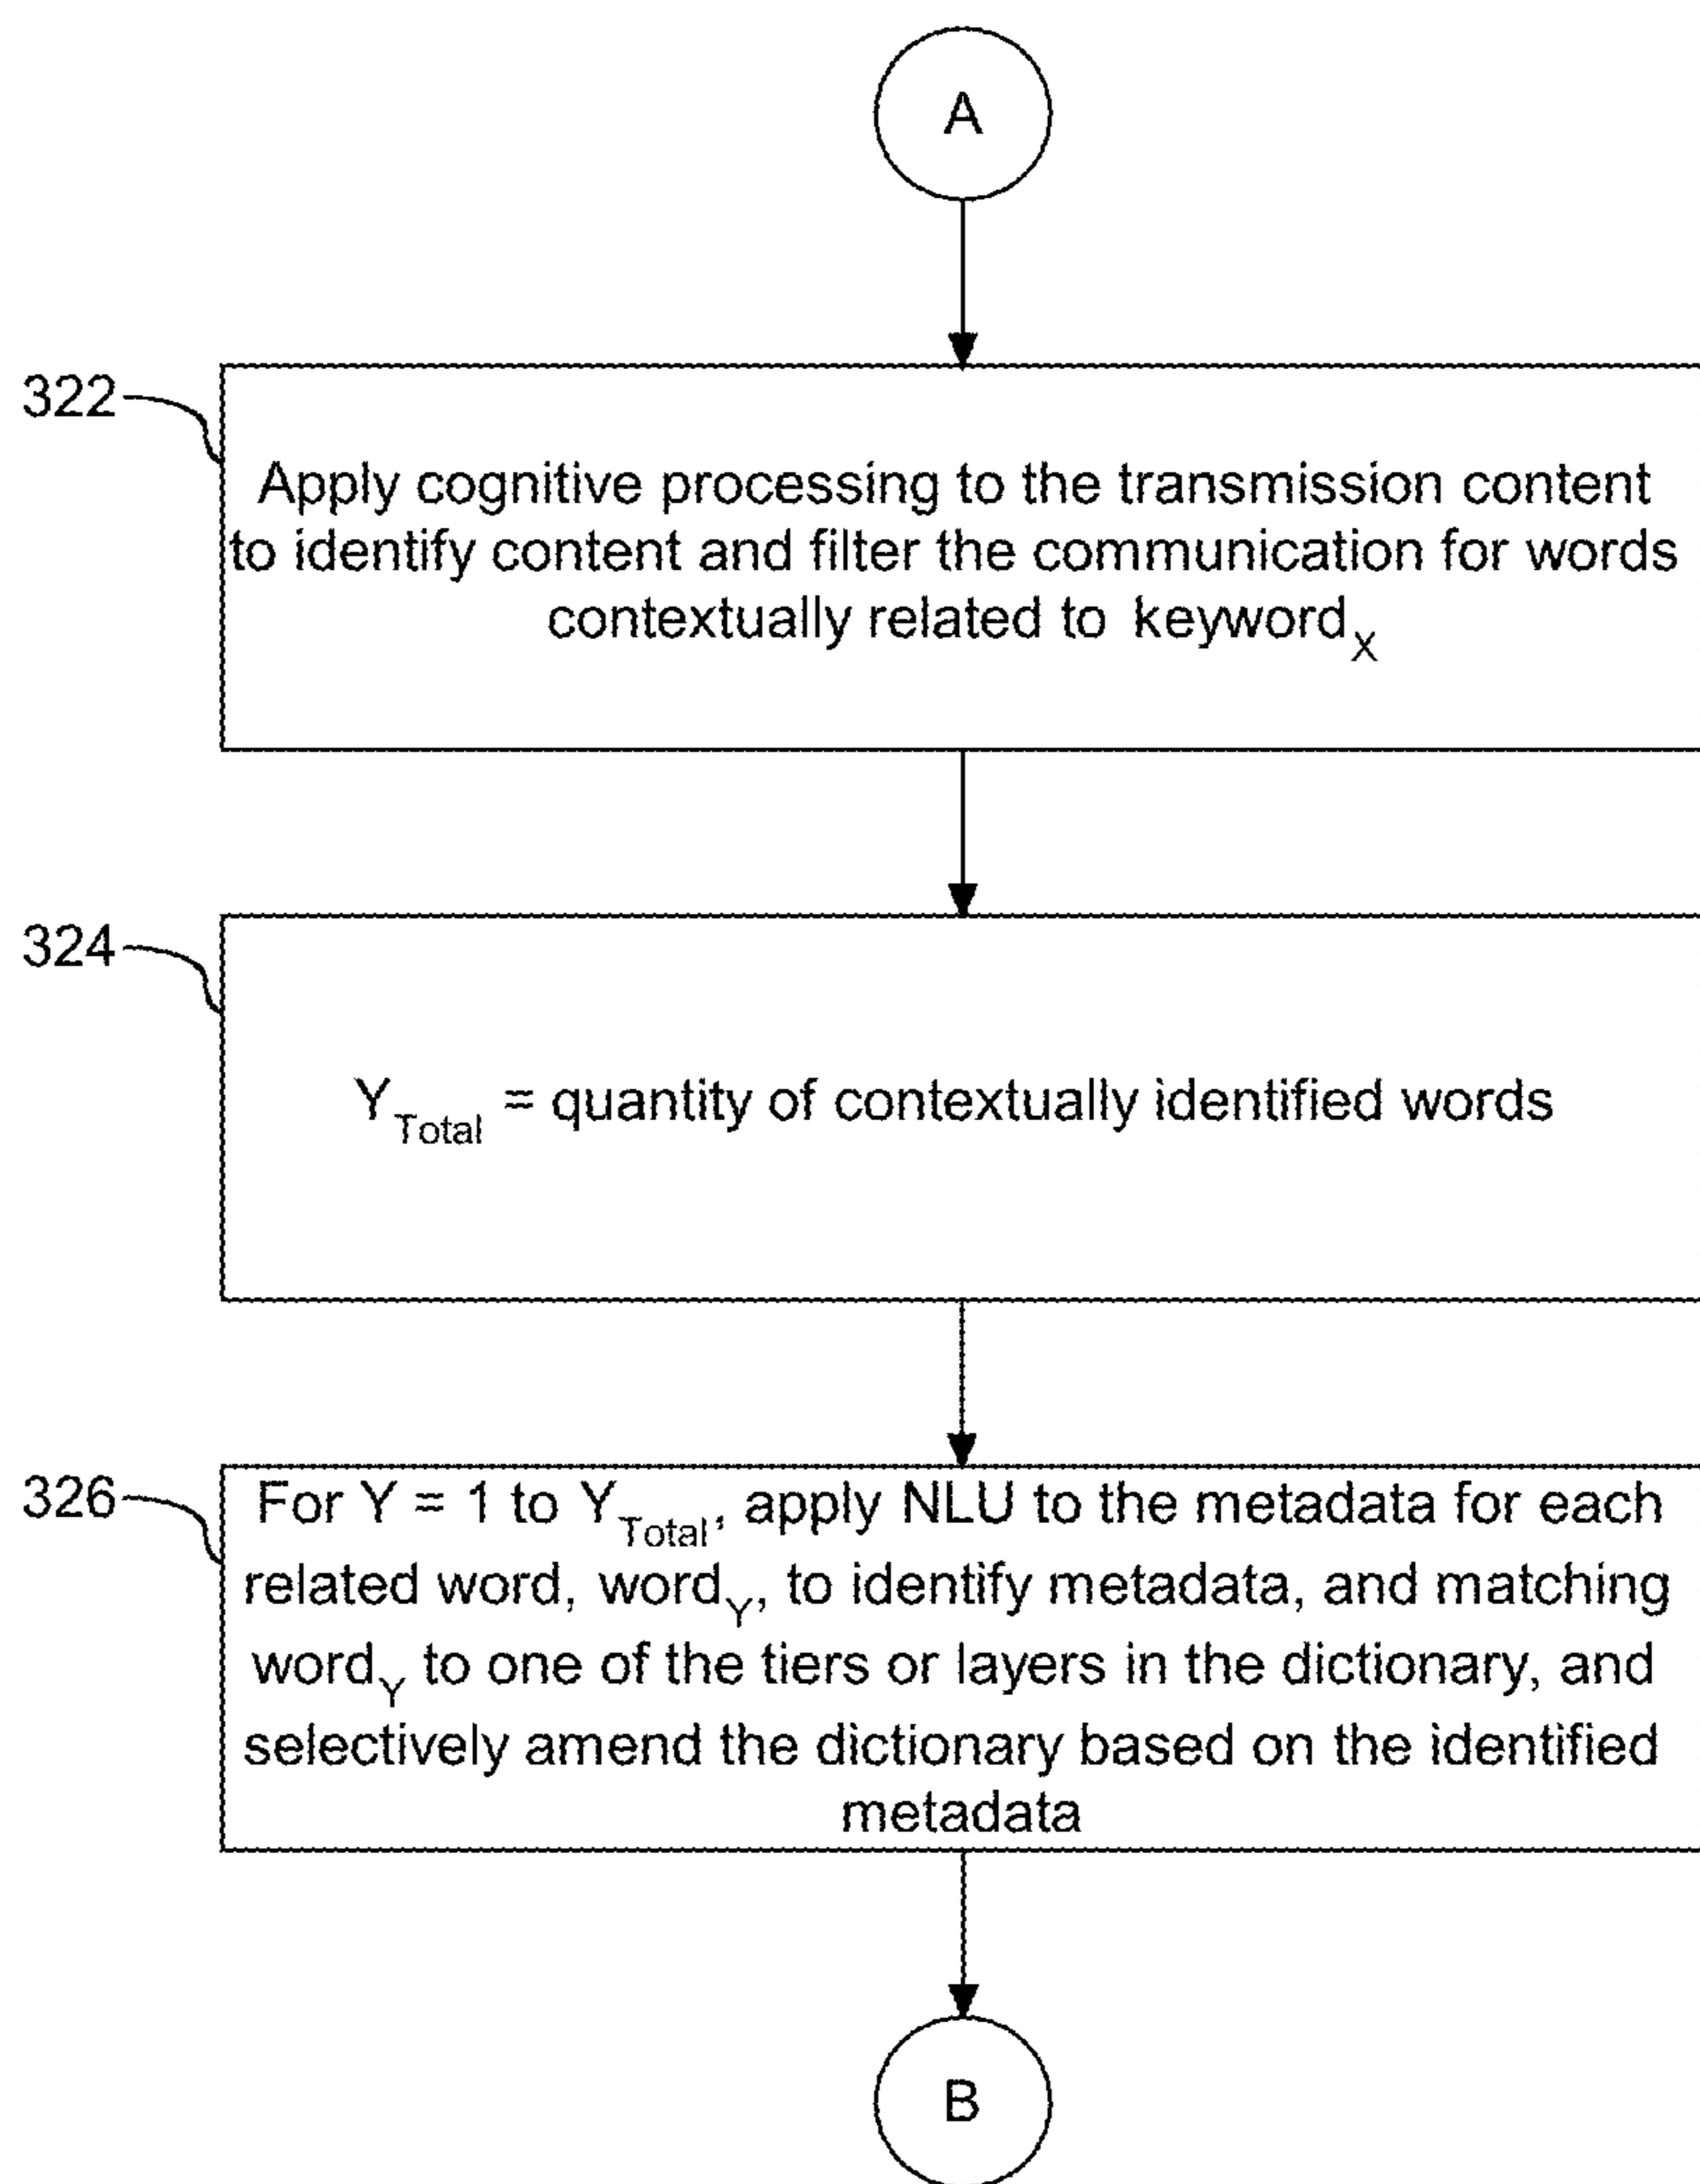 A
322
Apply cognitive processing to the transmission content
to identify content and filter the communication for words
contextually related to keywordX
324
YTotal = quantity of contextually identified words
326
For Y = 1 to YTotal, apply NLU to the metadata for each
related word, wordY, to identify metadata, and matching
wordY to one of the tiers or layers in the dictionary, and
selectively amend the dictionary based on the identified
metadata
B